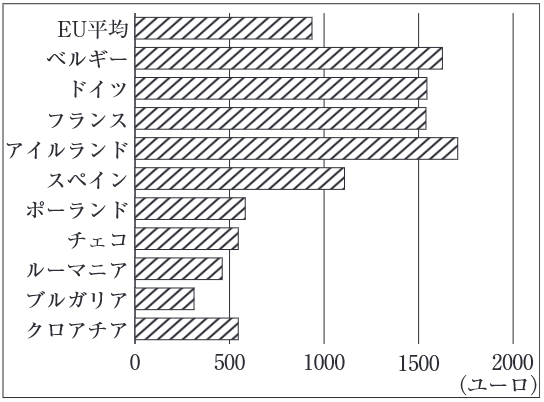 EU平均
ベルギー
ドイツ
フランス
アイルランド
スペイン
ポーランド
チェコ
ルーマニア
ブルガリア
クロアチア
0 500 1000 1500 2000
(ユーロ)